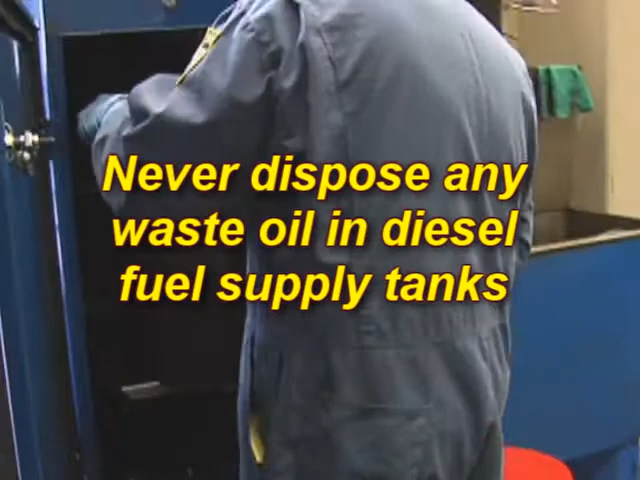 Never dispose any
waste oil in diesel
fuel supply tanks